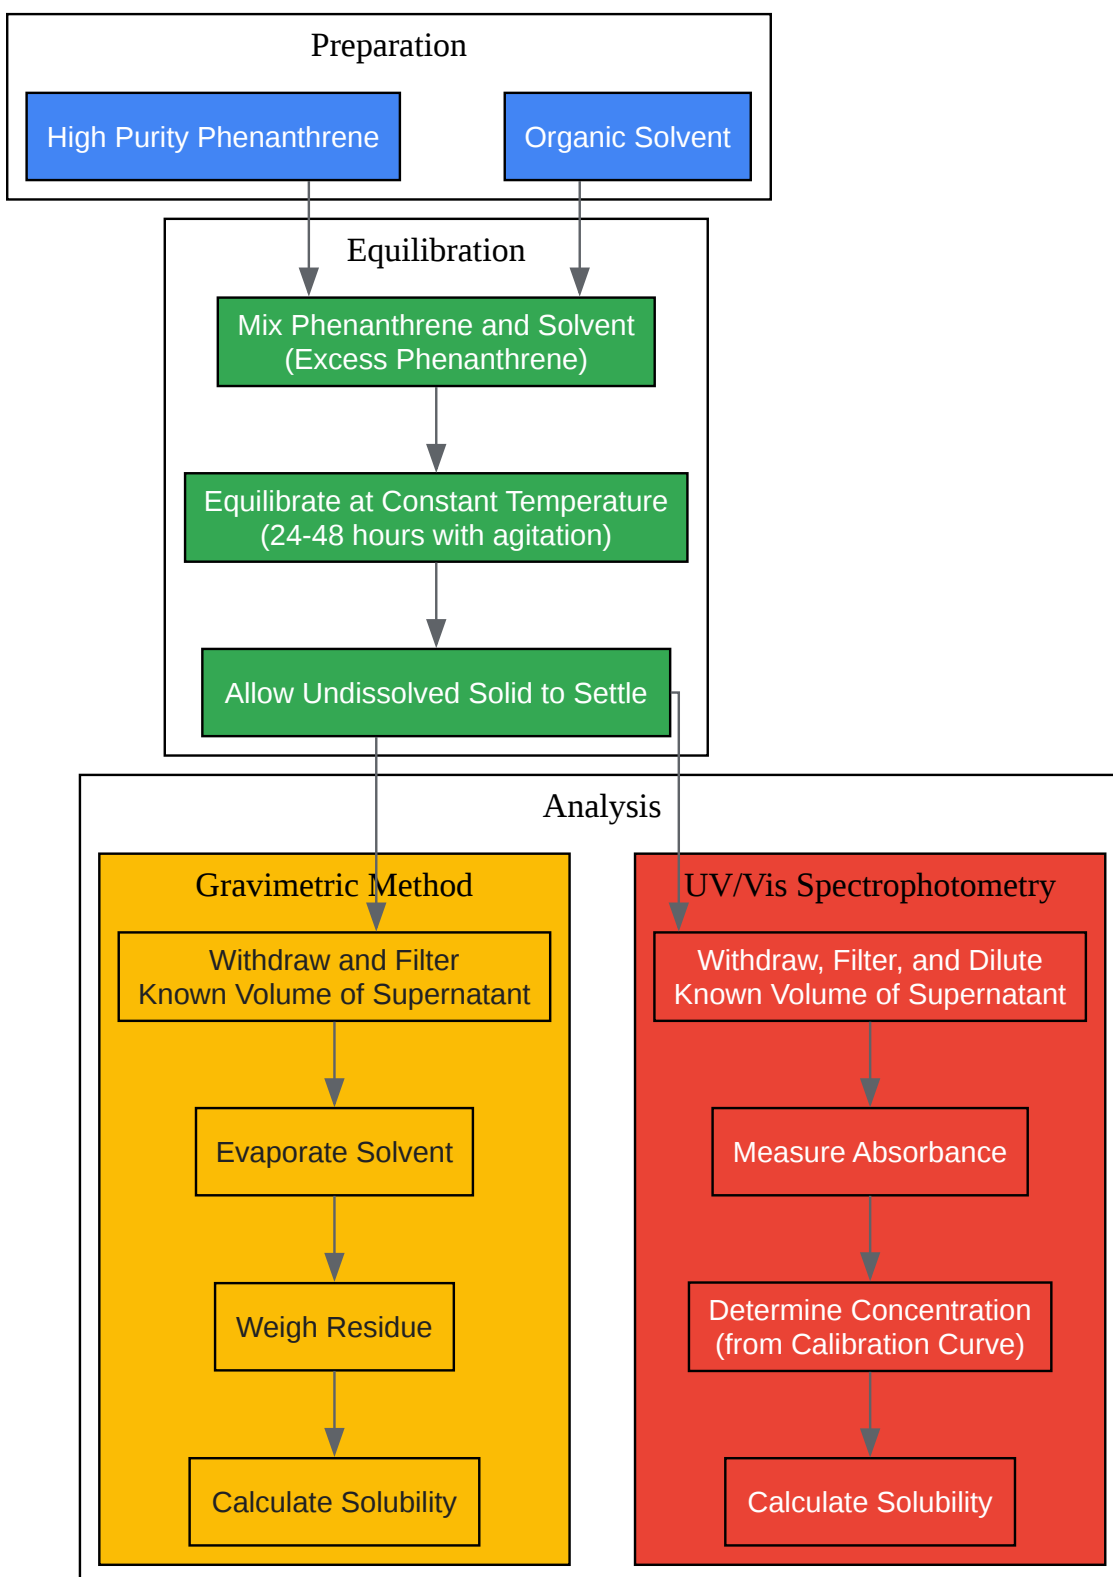 Preparation
High Purity Phenanthrene
Organic Solvent
Equilibration
Mix Phenanthrene and Solvent
(Excess Phenanthrene)
Equilibrate at Constant Temperature
(24-48 hours with agitation)
Allow Undissolved Solid to Settle
Analysis
Gravimetric Method
Withdraw and Filter
Known Volume of Supernatant
Evaporate Solvent
Weigh Residue
Calculate Solubility
UV/Vis Spectrophotometry
Withdraw, Filter, and Dilute
Known Volume of Supernatant
Measure Absorbance
Determine Concentration
(from Calibration Curve)
Calculate Solubility